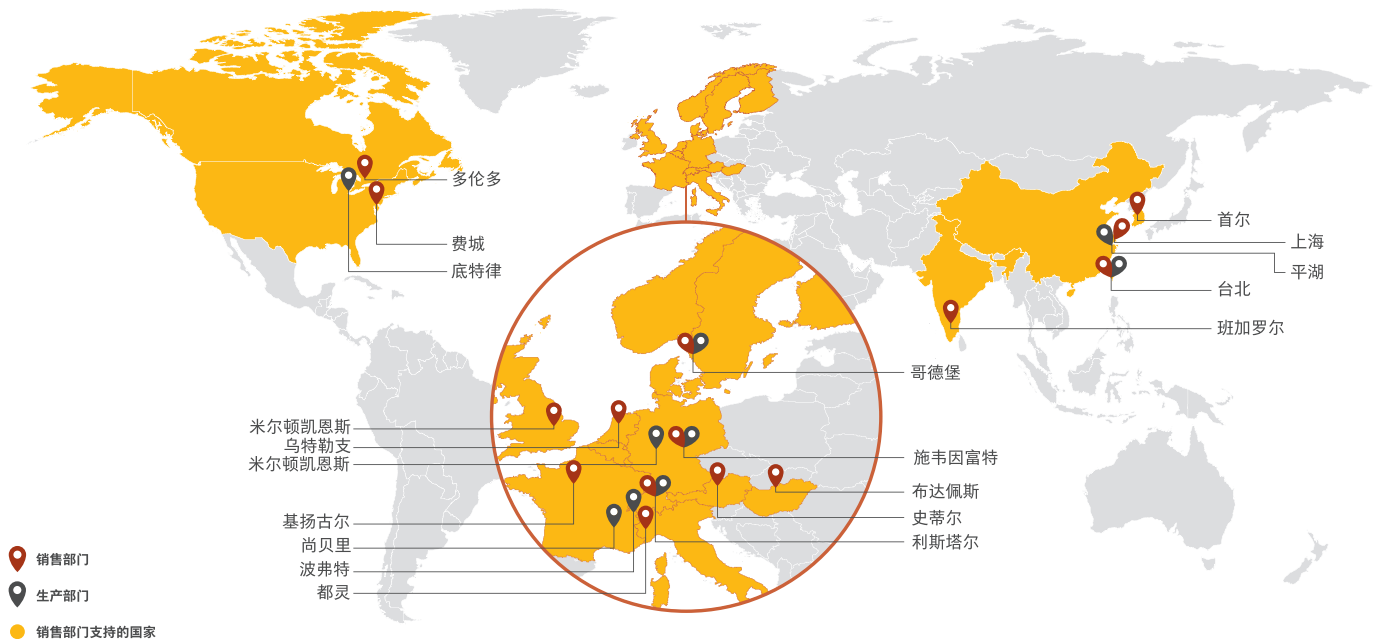 多伦多
费城
底特律
首尔
上海
平湖
台北
班加罗尔
哥德堡
米尔顿凯恩斯
乌特勒支
米尔顿凯恩斯
施韦因富特
布达佩斯
基扬古尔
史蒂尔
尚贝里
利斯塔尔
波弗特
都灵
销售部门
生产部门
销售部门支持的国家